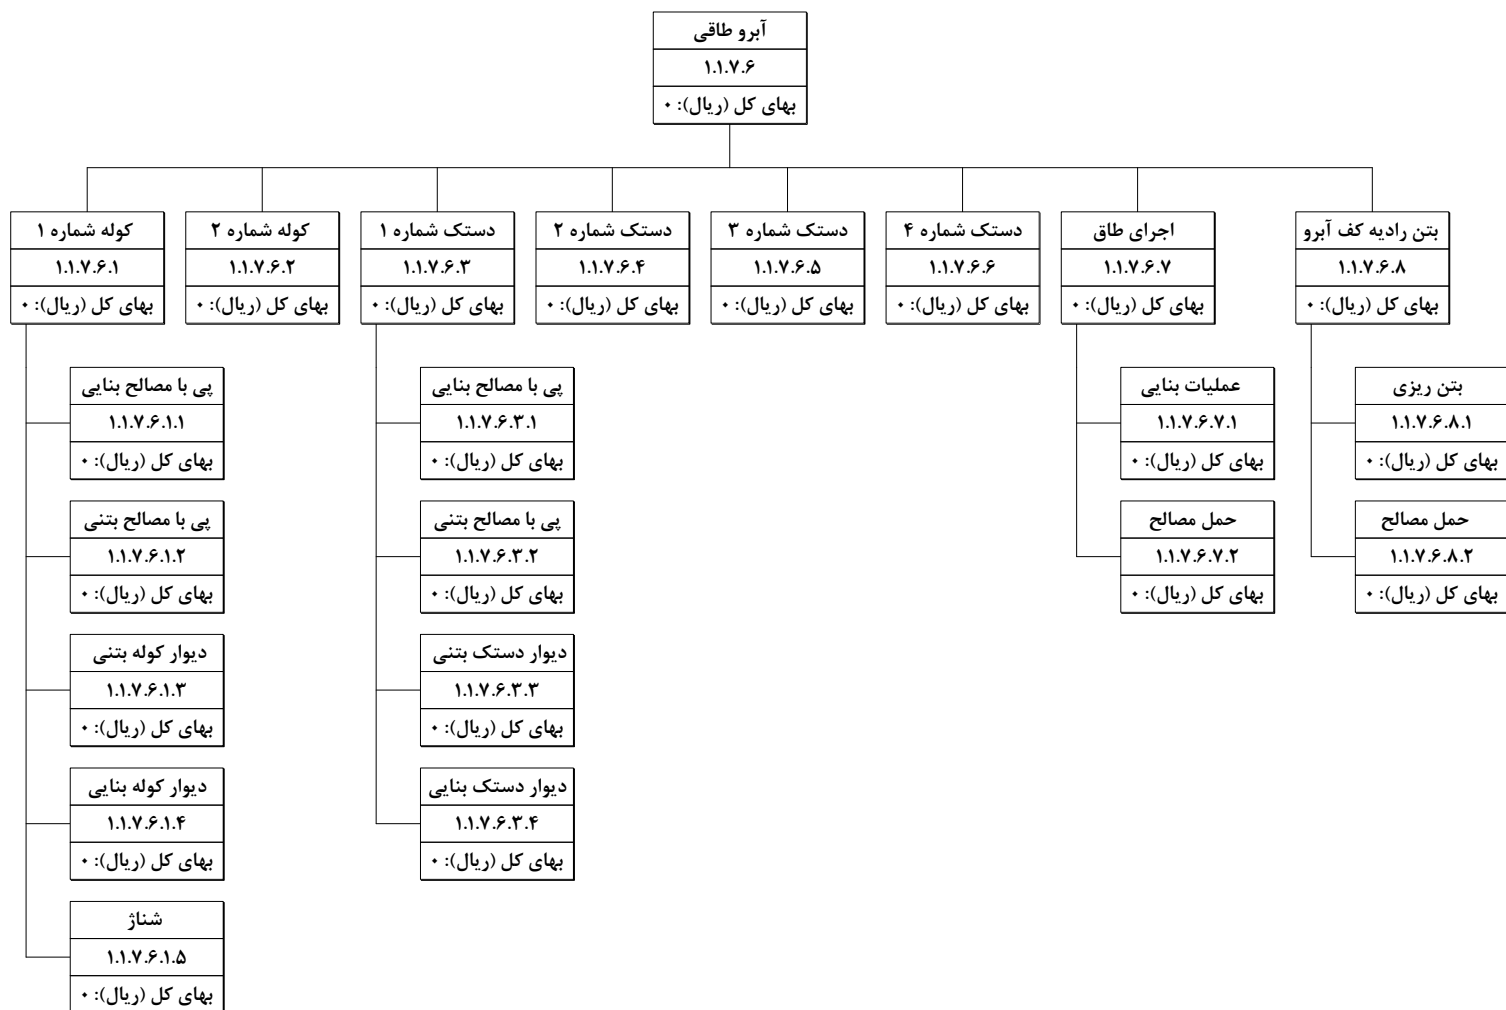 آبرو طاقی
۱.۱.۷.۶
بهای کل (ریال): ۰
کوله شماره ۱
۱.۱.۷.۶.۱
بهای کل (ریال): ۰
کوله شماره ۲
۱.۱.۷.۶.۲
بهای کل (ریال): ۰
دستک شماره ۱
۱.۱.۷.۶.۳
بهای کل (ریال): ۰
دستک شماره ۲
۱.۱.۷.۶.۴
بهای کل (ریال): ۰
دستک شماره ۳
۱.۱.۷.۶.۵
بهای کل (ریال): ۰
دستک شماره ۴
۱.۱.۷.۶.۶
بهای کل (ریال): ۰
اجرای طاق
۱.۱.۷.۶.۷
بهای کل (ریال): ۰
بتن رادیه کف آبرو
۱.۱.۷.۶.۸
بهای کل (ریال): ۰
پی با مصالح بنایی
۱.۱.۷.۶.۱.۱
بهای کل (ریال): ۰
پی با مصالح بتنی
۱.۱.۷.۶.۱.۲
بهای کل (ریال): ۰
دیوار کوله بتنی
۱.۱.۷.۶.۱.۳
بهای کل (ریال): ۰
دیوار کوله بنایی
۱.۱.۷.۶.۱.۴
بهای کل (ریال): ۰
شناژ
۱.۱.۷.۶.۱.۵
بهای کل (ریال): ۰
پی با مصالح بنایی
۱.۱.۷.۶.۳.۱
بهای کل (ریال): ۰
پی با مصالح بتنی
۱.۱.۷.۶.۳.۲
بهای کل (ریال): ۰
دیوار دستک بتنی
۱.۱.۷.۶.۳.۳
بهای کل (ریال): ۰
دیوار دستک بنایی
۱.۱.۷.۶.۳.۴
بهای کل (ریال): ۰
عملیات بنایی
۱.۱.۷.۶.۷.۱
بهای کل (ریال): ۰
حمل مصالح
۱.۱.۷.۶.۷.۲
بهای کل (ریال): ۰
بتن ریزی
۱.۱.۷.۶.۸.۱
بهای کل (ریال): ۰
حمل مصالح
۱.۱.۷.۶.۸.۲
بهای کل (ریال): ۰